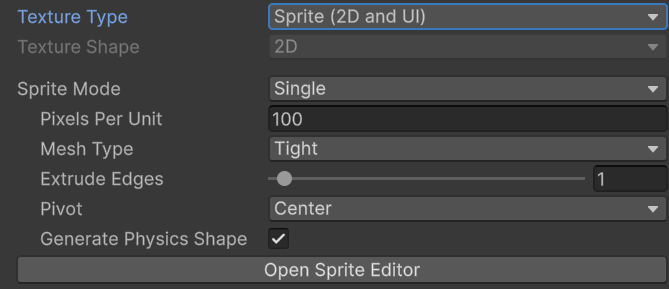 Texture Type Sprite (2D and UI)
Texture Shape 2D
Sprite Mode Single
Pixels Per Unit 100
Mesh Type Tight
Extrude Edges 1
Pivot Center
Generate Physics Shape
Open Sprite Editor